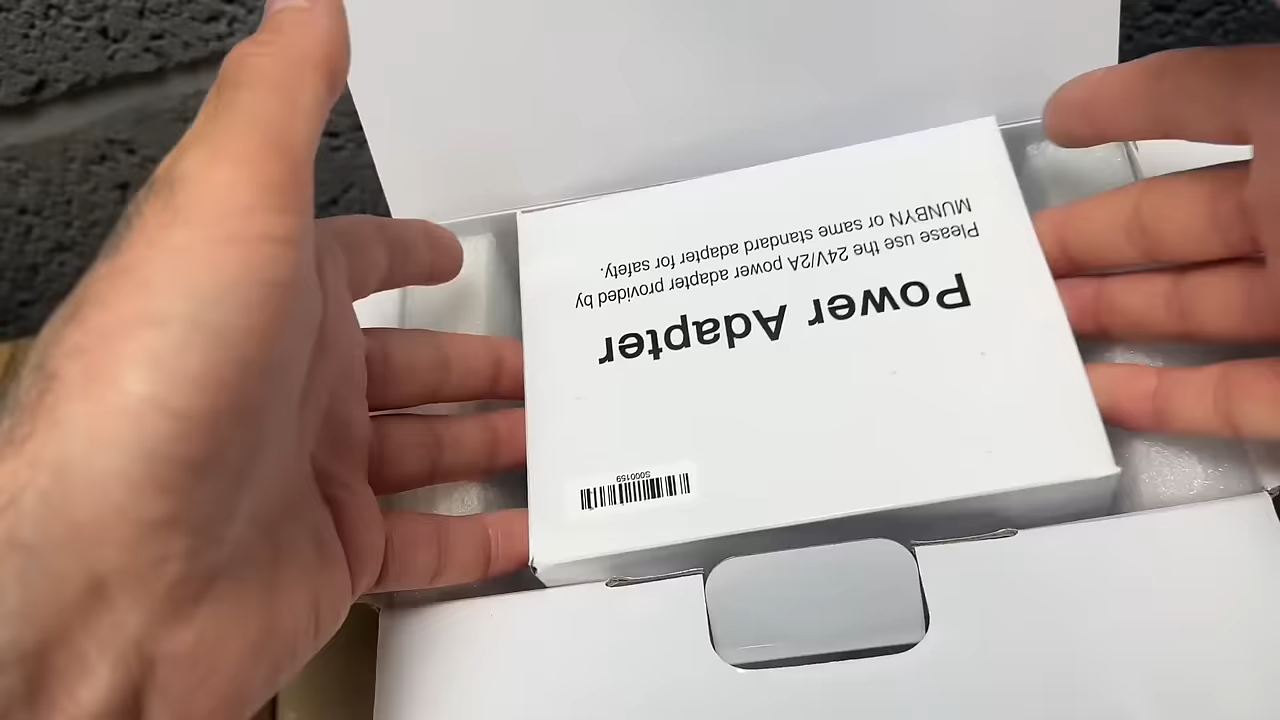 Power Adapter
Please use the 24V/2A power adapter provided by
MUNBYN or same standard adapter for safety.
S000159